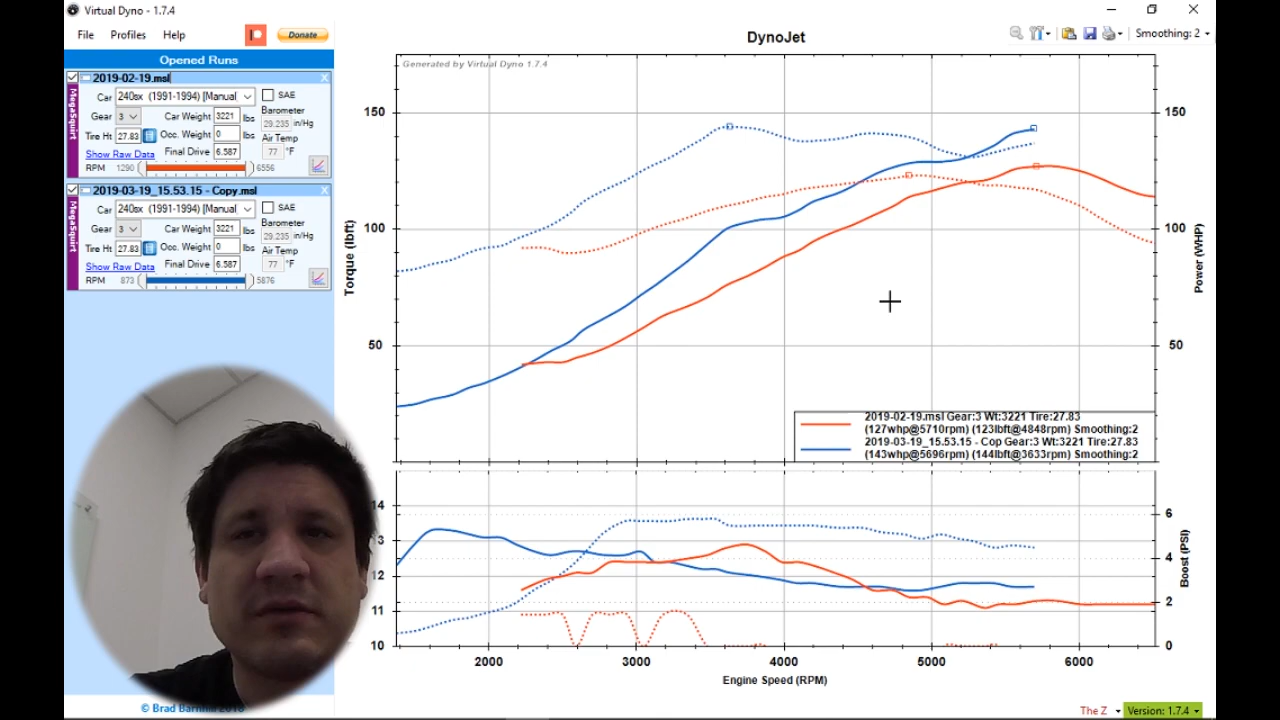 Virtual Dyno - 1.7.4
File Profiles Help Donate
Smoothing: 2
Opened Runs
2019-02-19.msl
x
MegaSquirt
Car 240sx (1991-1994) [Manual
SAE
Gear 3 Car Weight 3221 lbs
Barometer
29.235 in/Hg
Tire Ht 27.83 Occ. Weight 0 lbs
Air Temp
77 °F
Show Raw Data Final Drive 6.587
RPM 1290 6556
2019-03-19_15.53.15 - Copy.msl
x
MegaSquirt
Car 240sx (1991-1994) [Manual
SAE
Gear 3 Car Weight 3221 lbs
Barometer
29.235 in/Hg
Tire Ht 27.83 Occ. Weight 0 lbs
Air Temp
77 °F
Show Raw Data Final Drive 6.587
RPM 873 5876
DynoJet
Generated by Virtual Dyno 1.7.4
150
100
50
Torque (lbft)
150
100
50
Power (WHP)
2019-02-19.msl Gear:3 Wt:3221 Tire:27.83
(127whp@5710rpm) (123lbft@4848rpm) Smoothing:2
2019-03-19_15.53.15 - Cop Gear:3 Wt:3221 Tire:27.83
(143whp@5696rpm) (144lbft@3633rpm) Smoothing:2
14
3
12
11
10
6
4
2
0
Boost (PSI)
2000 3000 4000 5000 6000
Engine Speed (RPM)
© Brad
The Z
Version: 1.7.4